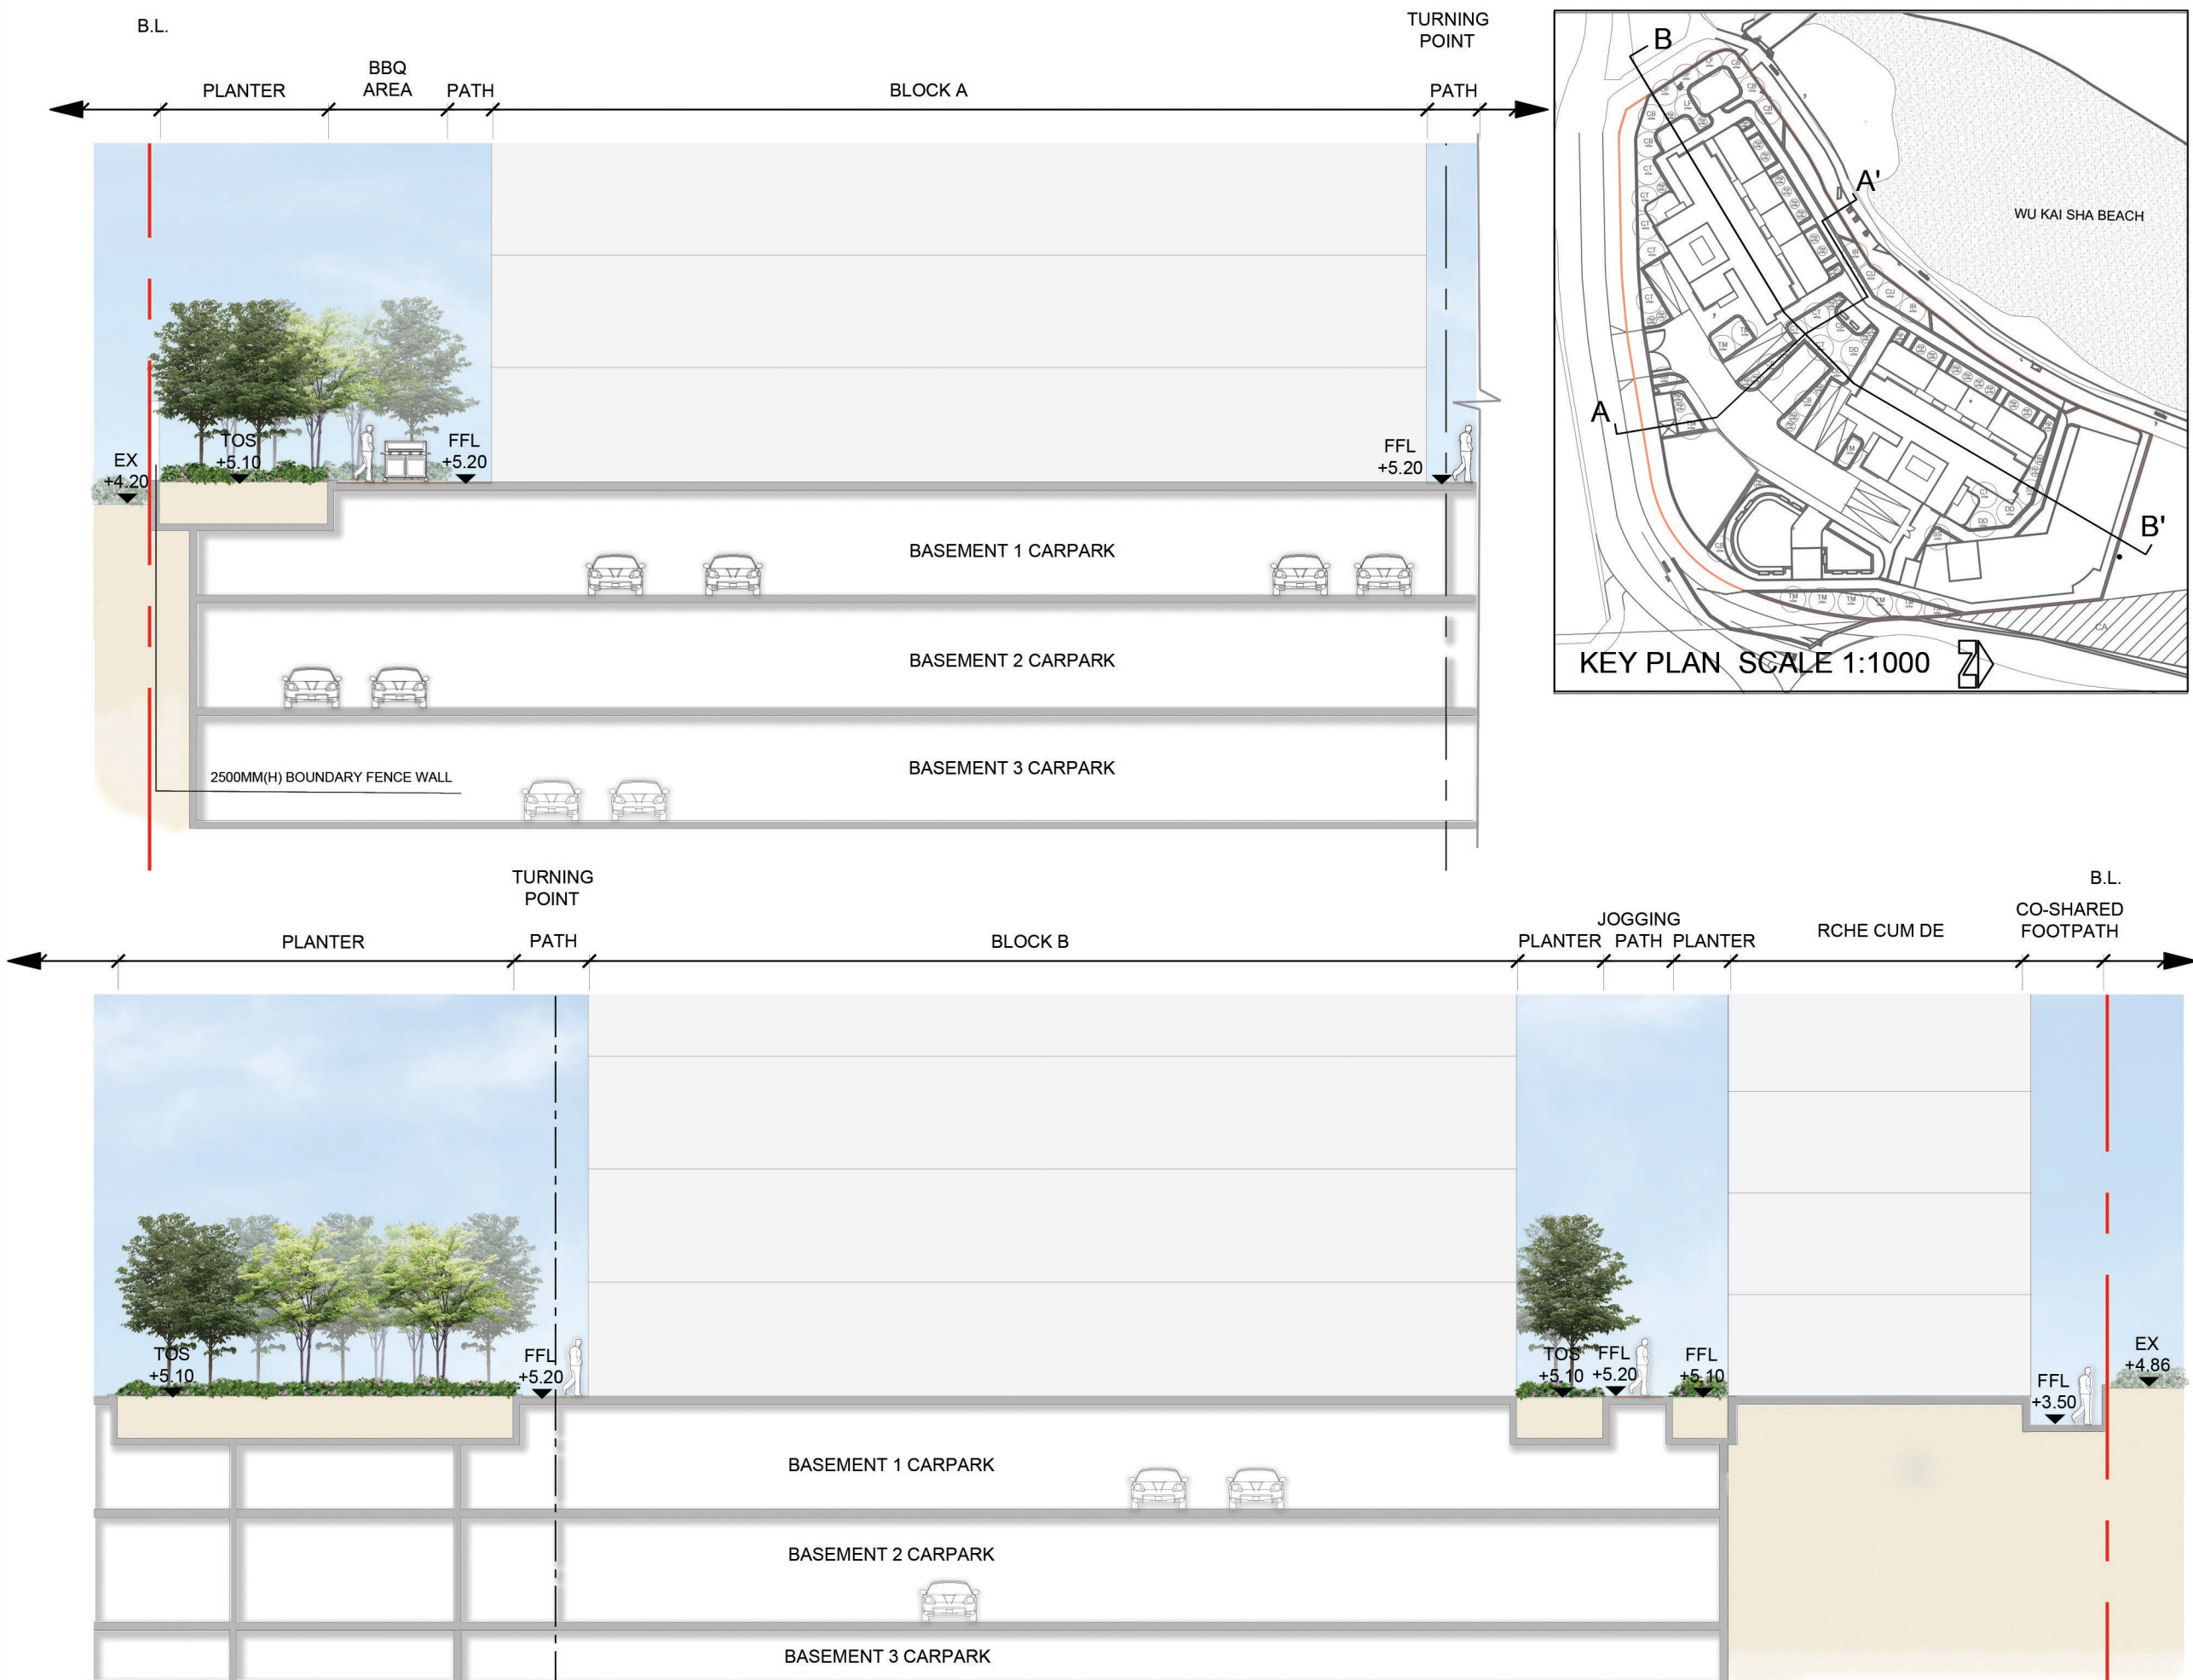 B.L.
TURNING
POINT
PLANTER
BBQ
AREA
PATH
BLOCK A
PATH
EX
+4.20
TOS
+5.10
FFL
+5.20
FFL
+5.20
BASEMENT 1 CARPARK
BASEMENT 2 CARPARK
BASEMENT 3 CARPARK
2500MM(H) BOUNDARY FENCE WALL
B
A'
WU KAI SHA BEACH
A
B'
CA
KEY PLAN SCALE 1:1000
TURNING
POINT
B.L.
PLANTER
PATH
BLOCK B
PLANTER
JOGGING
PATH
PLANTER
RCHE CUM DE
CO-SHARED
FOOTPATH
TOS
+5.10
FFL
+5.20
TOS
+5.10
FFL
+5.20
FFL
+5.10
FFL
+3.50
EX
+4.86
BASEMENT 1 CARPARK
BASEMENT 2 CARPARK
BASEMENT 3 CARPARK